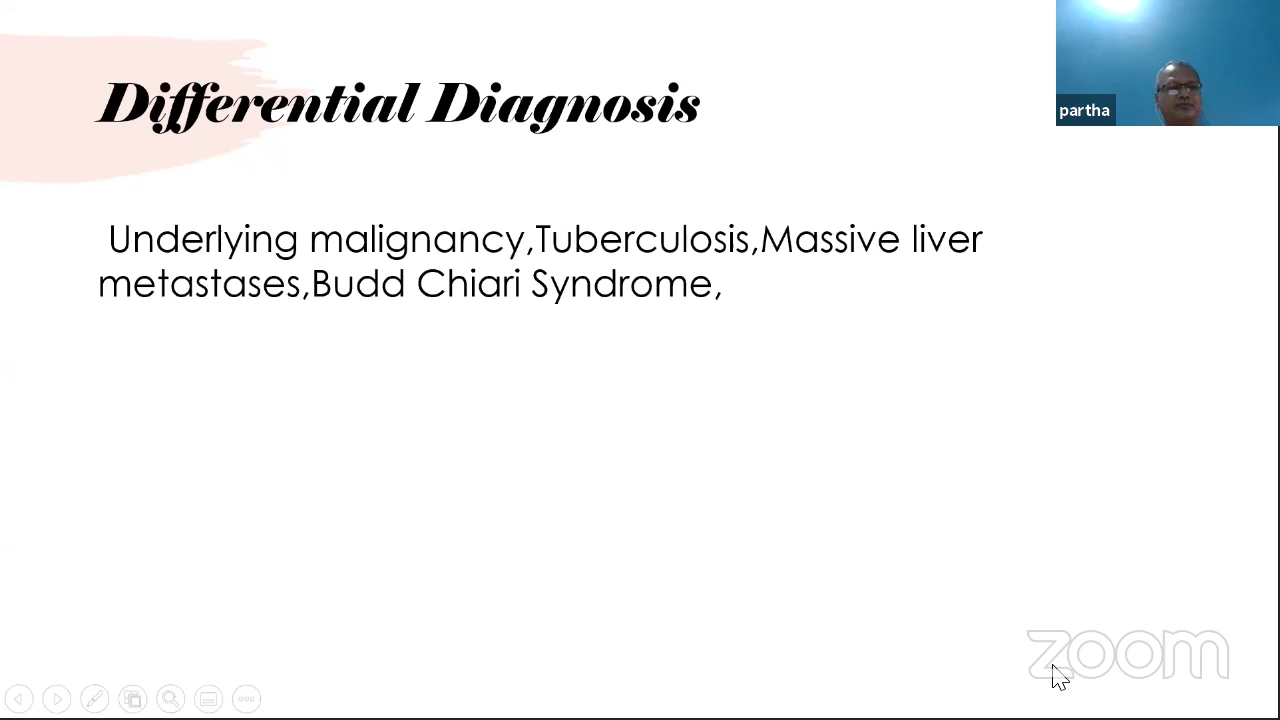 Differential Diagnosis
partha
Underlying malignancy,Tuberculosis,Massive liver
metastases,Budd Chiari Syndrome,
zoom